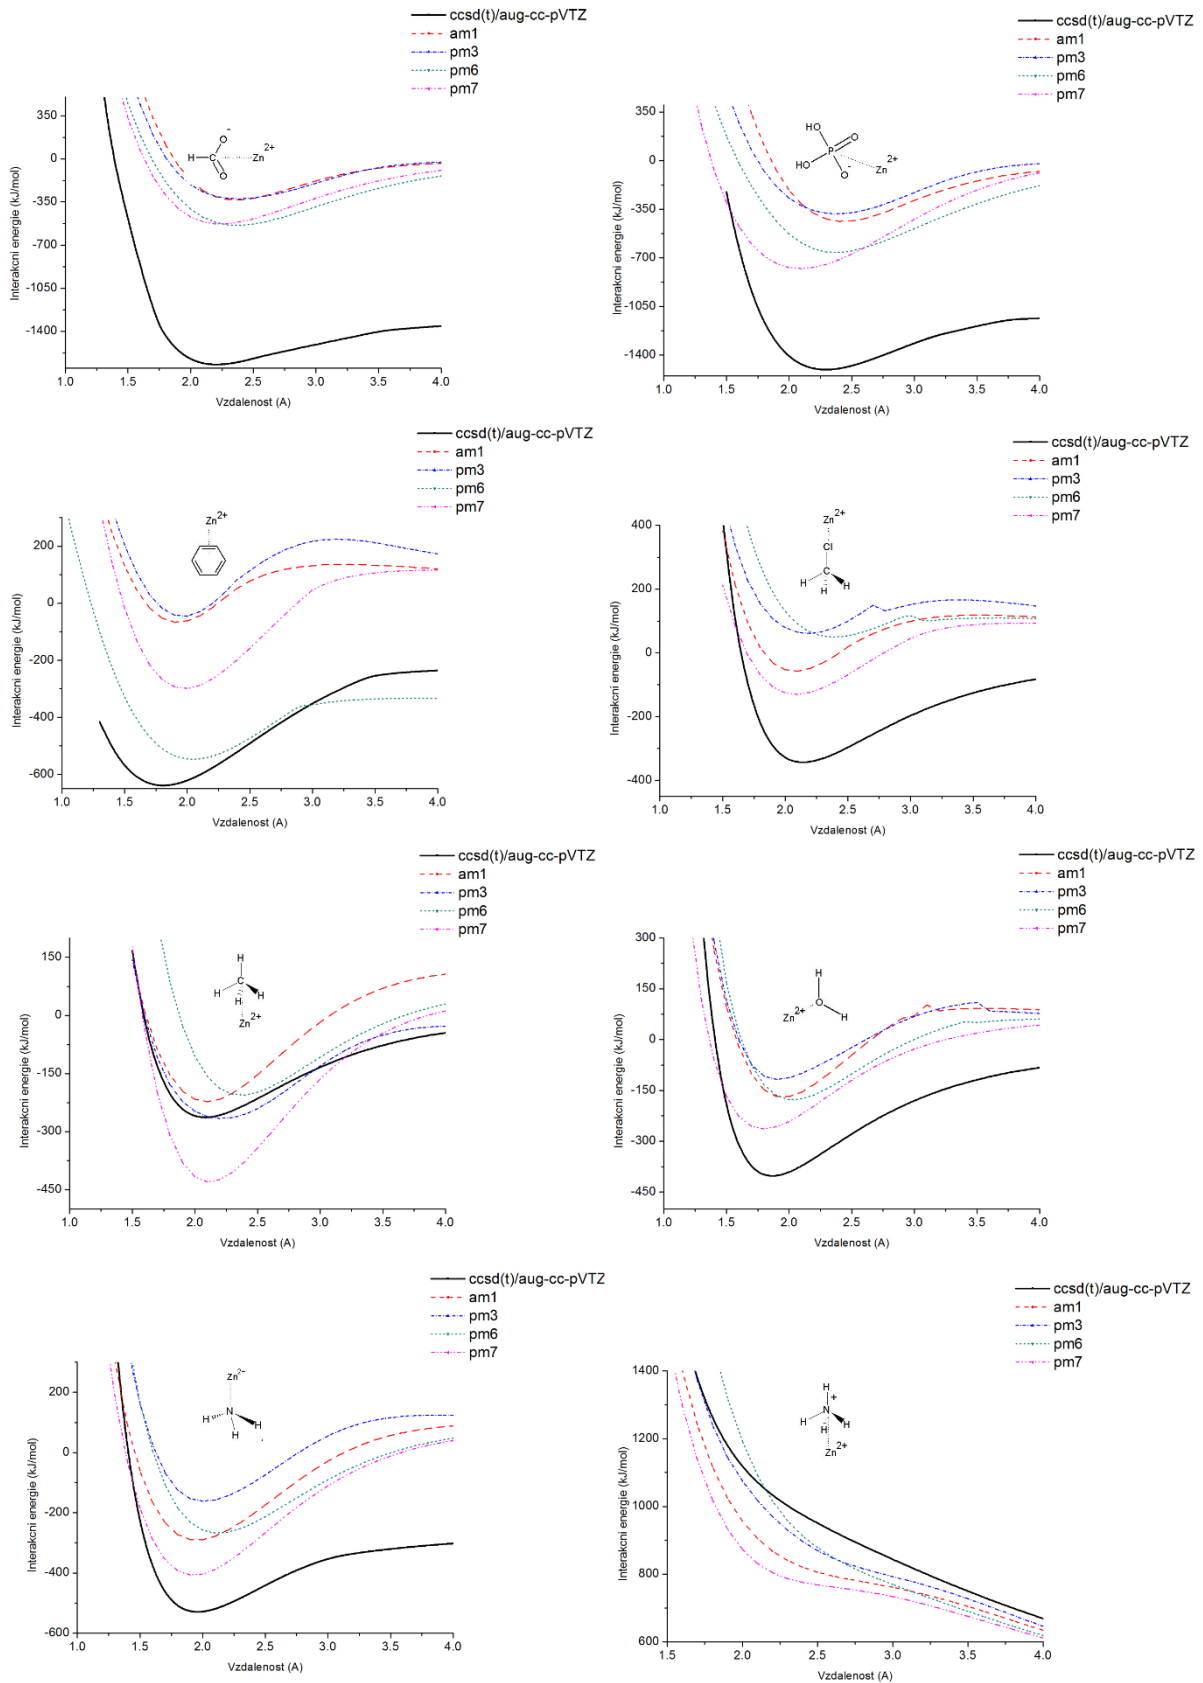 ccsd(t)/aug-cc-pVTZ
am1
pm3
pm6
pm7
350
0
-350
-700
-1050
-1400
Interakcni energie (kJ/mol)
1.0 1.5 2.0 2.5 3.0 3.5 4.0
Vzdalenost (A)
H C O - O Zn 2+
ccsd(t)/aug-cc-pVTZ
am1
pm3
pm6
pm7
350
0
-350
-700
-1050
-1400
Interakcni energie (kJ/mol)
1.0 1.5 2.0 2.5 3.0 3.5 4.0
Vzdalenost (A)
HO HO P O O - Zn 2+
ccsd(t)/aug-cc-pVTZ
am1
pm3
pm6
pm7
200
0
-200
-400
-600
Interakcni energie (kJ/mol)
1.0 1.5 2.0 2.5 3.0 3.5 4.0
Vzdalenost (A)
Zn 2+
ccsd(t)/aug-cc-pVTZ
am1
pm3
pm6
pm7
400
200
0
-200
-400
Interakcni energie (kJ/mol)
1.0 1.5 2.0 2.5 3.0 3.5 4.0
Vzdalenost (A)
Zn 2+ Cl C H H H
ccsd(t)/aug-cc-pVTZ
am1
pm3
pm6
pm7
150
0
-150
-300
-450
Interakcni energie (kJ/mol)
1.0 1.5 2.0 2.5 3.0 3.5 4.0
Vzdalenost (A)
H C H H H Zn 2+
ccsd(t)/aug-cc-pVTZ
am1
pm3
pm6
pm7
300
150
0
-150
-300
-450
Interakcni energie (kJ/mol)
1.0 1.5 2.0 2.5 3.0 3.5 4.0
Vzdalenost (A)
H Zn 2+ O H
ccsd(t)/aug-cc-pVTZ
am1
pm3
pm6
pm7
200
0
-200
-400
-600
Interakcni energie (kJ/mol)
1.0 1.5 2.0 2.5 3.0 3.5 4.0
Vzdalenost (A)
Zn 2+ N H H H
ccsd(t)/aug-cc-pVTZ
am1
pm3
pm6
pm7
1400
1200
1000
800
600
Interakcni energie (kJ/mol)
1.5 2.0 2.5 3.0 3.5 4.0
Vzdalenost (A)
H N + H H H Zn 2+